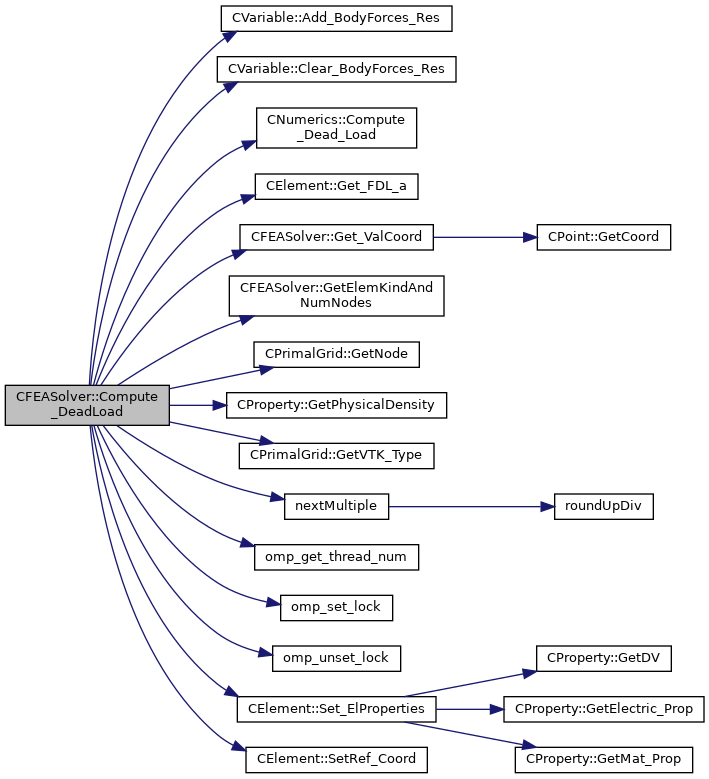 CVariable::Add_BodyForces_Res
CVariable::Clear_BodyForces_Res
CNumerics::Compute
_Dead_Load
CElement::Get_FDL_a
CFEASolver::Get_ValCoord
CPoint::GetCoord
CFEASolver::GetElemKindAnd
NumNodes
CPrimalGrid::GetNode
CFEASolver::Compute
_DeadLoad
CProperty::GetPhysicalDensity
CPrimalGrid::GetVTK_Type
nextMultiple
roundUpDiv
omp_get_thread_num
omp_set_lock
omp_unset_lock
CProperty::GetDV
CElement::Set_ElProperties
CProperty::GetElectric_Prop
CElement::SetRef_Coord
CProperty::GetMat_Prop